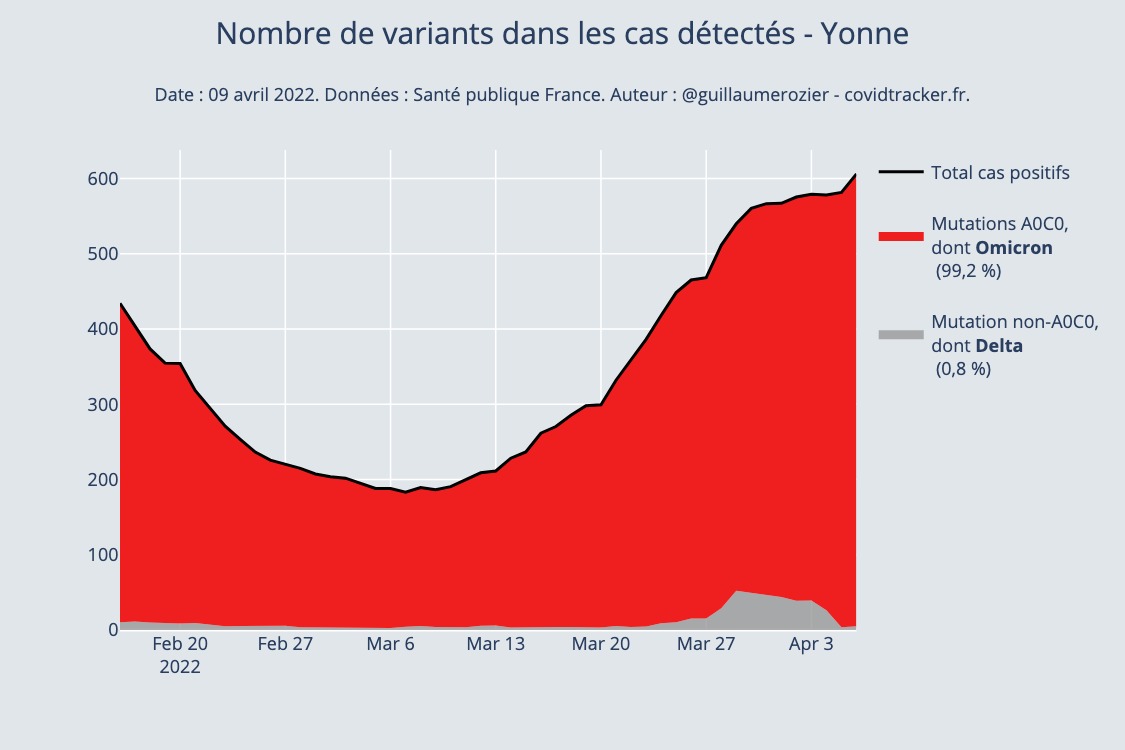 Nombre de variants dans les cas détectés - Yonne
Date : 09 avril 2022. Données : Santé publique France. Auteur : @guillaumerozier - covidtracker.fr.
600
500
400
300
200
100
0
Feb 20
2022
Feb 27
Mar 6
Mar 13
Mar 20
Mar 27
Apr 3
Total cas positifs
Mutations A0C0,
dont Omicron
(99,2 %)
Mutation non-A0C0,
dont Delta
(0,8 %)